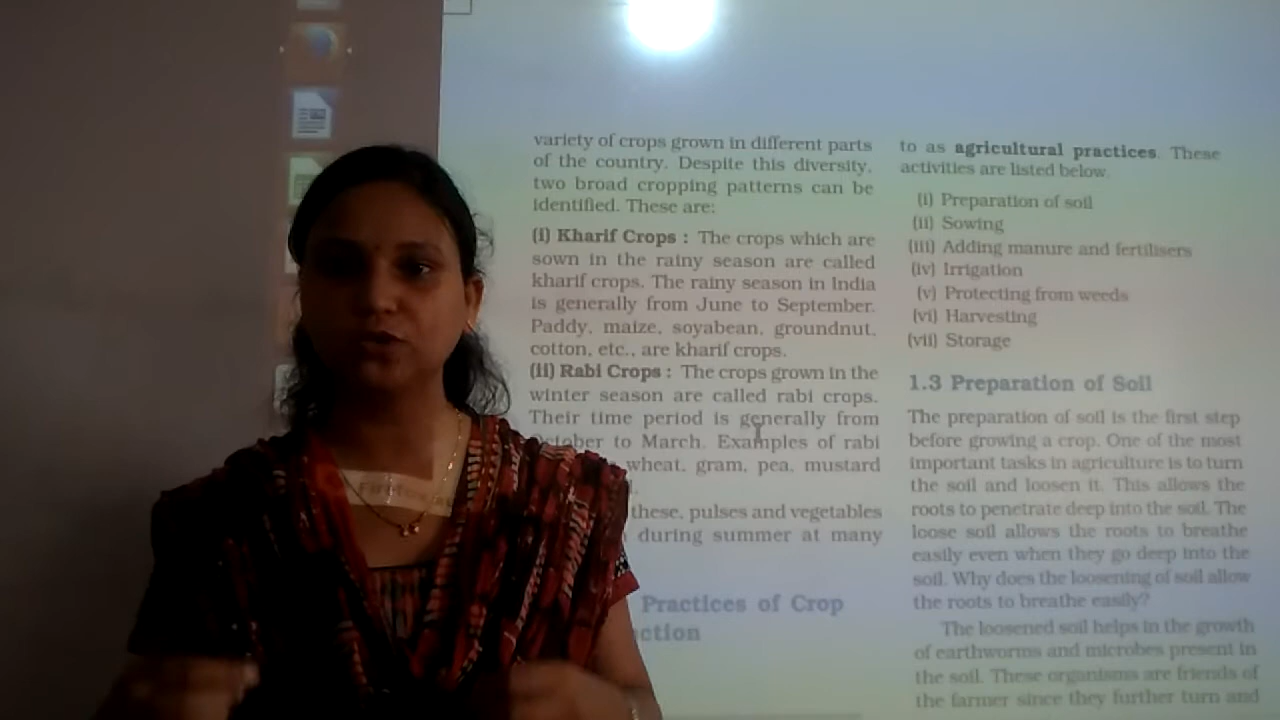 variety of crops grown in different parts
of the country. Despite this diversity,
two broad cropping patterns can be
identified. These are:
(i) Kharif Crops : The crops which are
sown in the rainy season are called
kharif crops. The rainy season in India
is generally from June to September.
Paddy, maize, soyabean, groundnut,
cotton, etc., are kharif crops.
(ii) Rabi Crops : The crops grown in the
winter season are called rabi crops.
Their time period is generally from
October to March. Examples of rabi
wheat, gram, pea, mustard
these, pulses and vegetables
during summer at many
Practices of Crop
to as agricultural practices. These
activities are listed below.
(i) Preparation of soil
(ii) Sowing
(iii) Adding manure and fertilisers
(iv) Irrigation
(v) Protecting from weeds
(vi) Harvesting
(vii) Storage
1.3 Preparation of Soil
The preparation of soil is the first step
before growing a crop. One of the most
important tasks in agriculture is to turn
the soil and loosen it. This allows the
roots to penetrate deep into the soil. The
loose soil allows the roots to breathe
easily even when they go deep into the
soil. Why does the loosening of soil allow
the roots to breathe easily?
The loosened soil helps in the growth
of earthworms and microbes present in
the soil. These organisms are friends of
the farmer since they further turn and